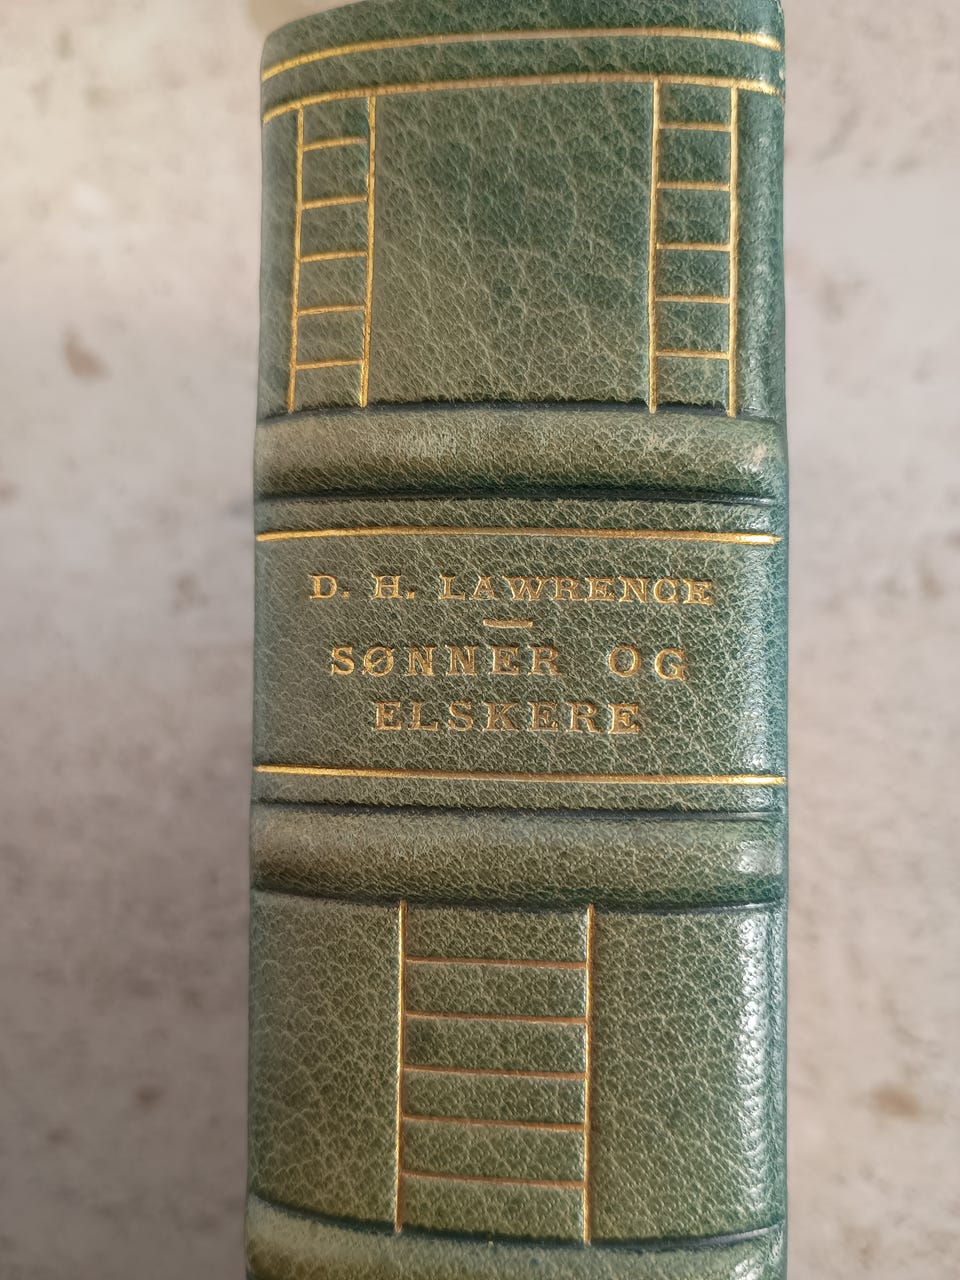 D. H. LAWRENCE
SØNNER OG
ELSKERE